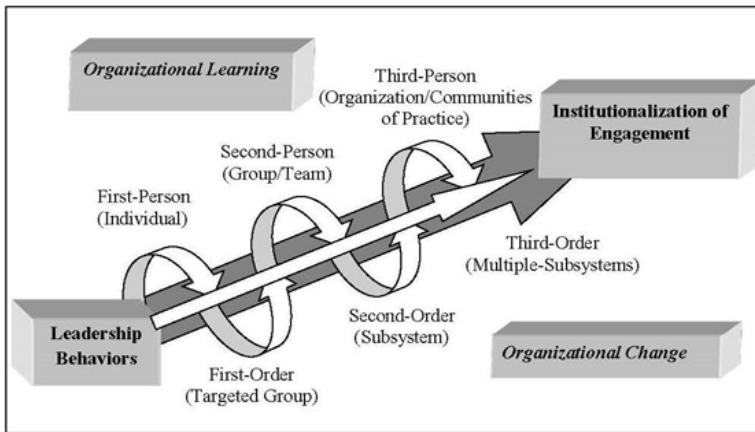 Organizational Learning
Third-Person
(Organization/Communities
of Practice)
Institutionalization of
Engagement
Second-Person
(Group/Team)
First-Person
(Individual)
Third-Order
(Multiple-Subsystems)
Leadership
Behaviors
Second-Order
(Subsystem)
Organizational Change
First-Order
(Targeted Group)